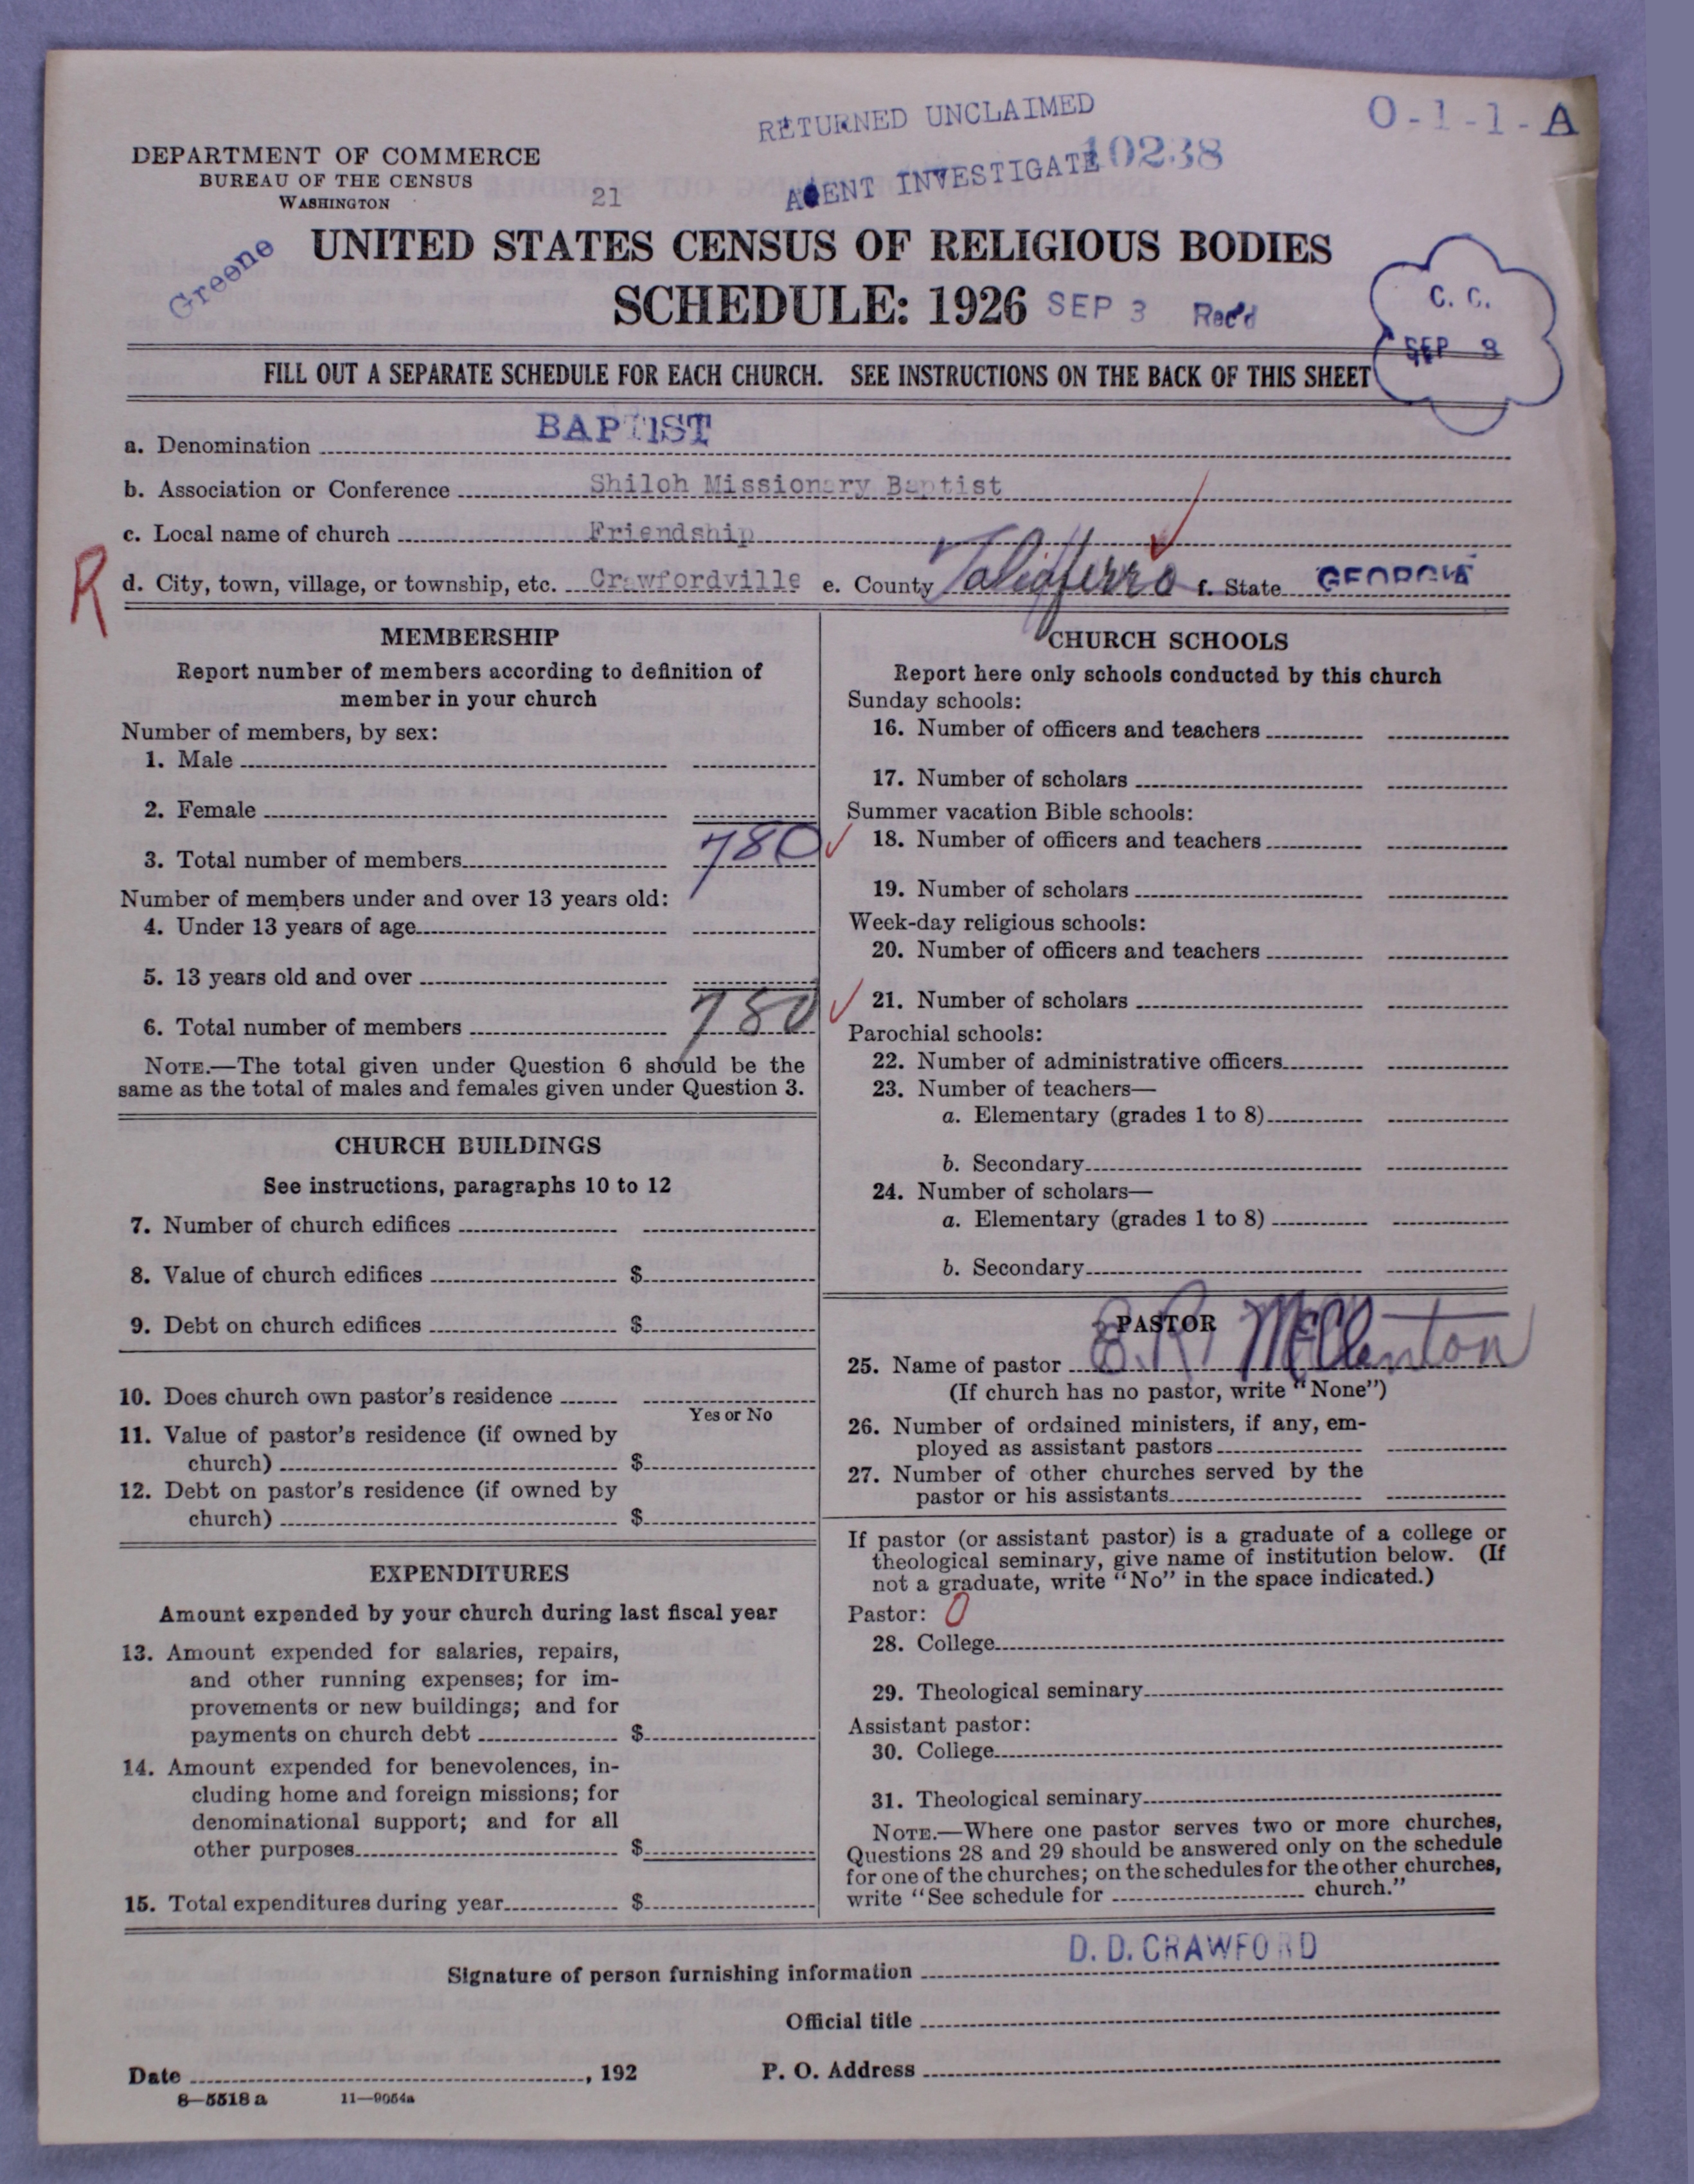 RETURNED UNCLAIMED
O-1-1-A
DEPARTMENT OF COMMERCE
BUREAU OF THE CENSUS
WASHINGTON
21
AGENT INVESTIGATE
10238
Greene
UNITED STATES CENSUS OF RELIGIOUS BODIES
SCHEDULE: 1926 SEP 3 Rec'd
C. C.
SEP 8
FILL OUT A SEPARATE SCHEDULE FOR EACH CHURCH. SEE INSTRUCTIONS ON THE BACK OF THIS SHEET
a. Denomination BAPTIST
b. Association or Conference Shiloh Missionary Baptist
c. Local name of church Friendship
R
d. City, town, village, or township, etc. Crawfordville e. County Taliaferro f. State GEORGIA
MEMBERSHIP
Report number of members according to definition of
member in your church
Number of members, by sex:
1. Male
2. Female
3. Total number of members 780
Number of members under and over 13 years old:
4. Under 13 years of age
5. 13 years old and over
6. Total number of members 780
NOTE.—The total given under Question 6 should be the
same as the total of males and females given under Question 3.
CHURCH BUILDINGS
See instructions, paragraphs 10 to 12
7. Number of church edifices
8. Value of church edifices $
9. Debt on church edifices $
10. Does church own pastor's residence
Yes or No
11. Value of pastor's residence (if owned by
church) $
12. Debt on pastor's residence (if owned by
church) $
EXPENDITURES
Amount expended by your church during last fiscal year
13. Amount expended for salaries, repairs,
and other running expenses; for im-
provements or new buildings; and for
payments on church debt $
14. Amount expended for benevolences, in-
cluding home and foreign missions; for
denominational support; and for all
other purposes $
15. Total expenditures during year $
CHURCH SCHOOLS
Report here only schools conducted by this church
Sunday schools:
16. Number of officers and teachers
17. Number of scholars
Summer vacation Bible schools:
18. Number of officers and teachers
19. Number of scholars
Week-day religious schools:
20. Number of officers and teachers
21. Number of scholars
Parochial schools:
22. Number of administrative officers
23. Number of teachers—
a. Elementary (grades 1 to 8)
b. Secondary
24. Number of scholars—
a. Elementary (grades 1 to 8)
b. Secondary
PASTOR
25. Name of pastor E.R. McClenton
(If church has no pastor, write "None")
26. Number of ordained ministers, if any, em-
ployed as assistant pastors
27. Number of other churches served by the
pastor or his assistants
If pastor (or assistant pastor) is a graduate of a college or
theological seminary, give name of institution below. (If
not a graduate, write "No" in the space indicated.)
Pastor: 0
28. College
29. Theological seminary
Assistant pastor:
30. College
31. Theological seminary
NOTE.—Where one pastor serves two or more churches,
Questions 28 and 29 should be answered only on the schedule
for one of the churches; on the schedules for the other churches,
write "See schedule for church."
Signature of person furnishing information D. D. CRAWFORD
Official title
Date , 192 P. O. Address
8—5518 a 11—9054a